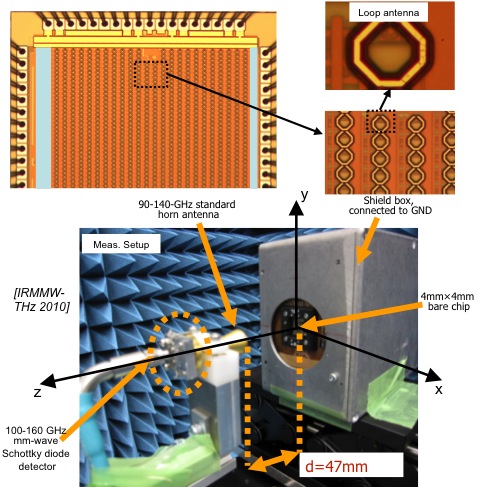 Loop antenna
90-140-GHz standard
horn antenna
Shield box,
connected to GND
y
Meas. Setup
[IRMMW-
THz 2010]
4mm×4mm
bare chip
z
x
100-160 GHz
mm-wave
Schottky diode
detector
d=47mm